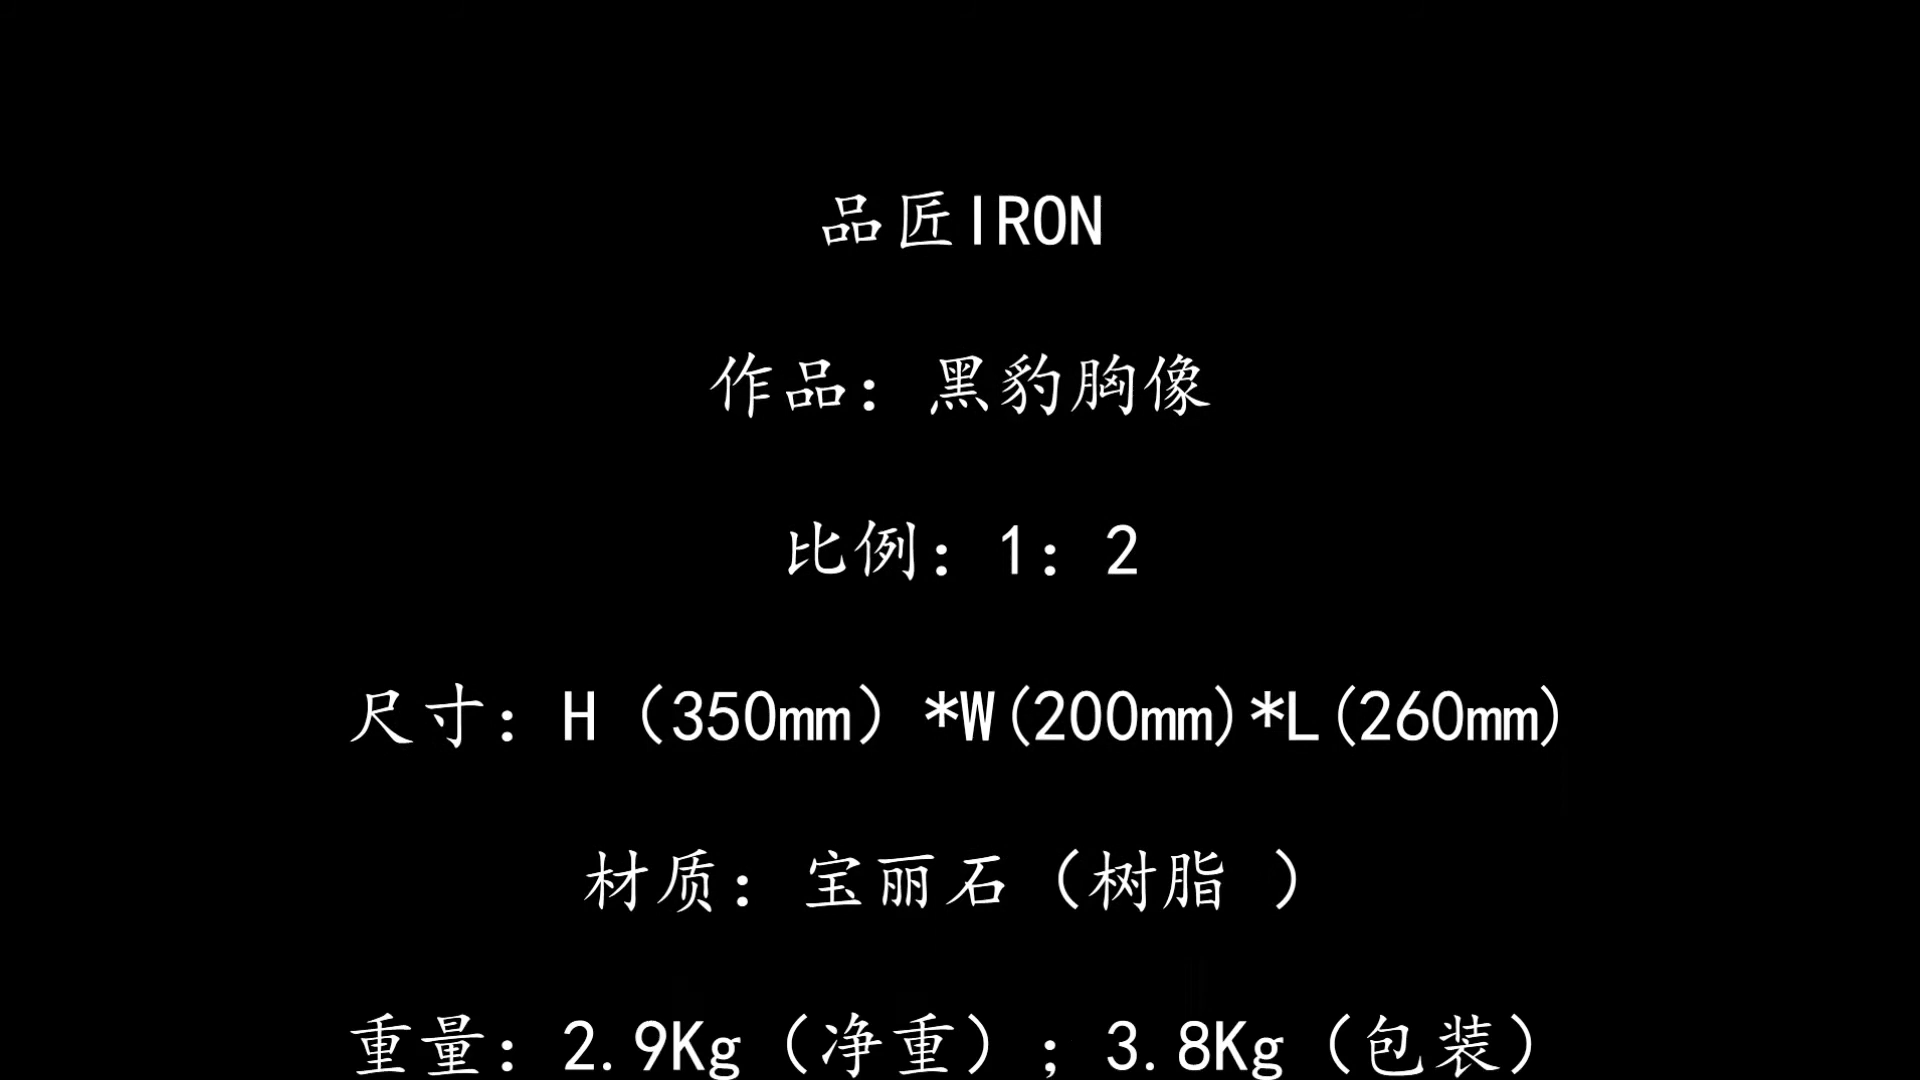 品匠IRON
作品：黑豹胸像
比例：1：2
尺寸：H（350mm）*W(200mm)*L(260mm)
材质：宝丽石（树脂 ）
重量：2.9Kg（净重）；3.8Kg（包装）